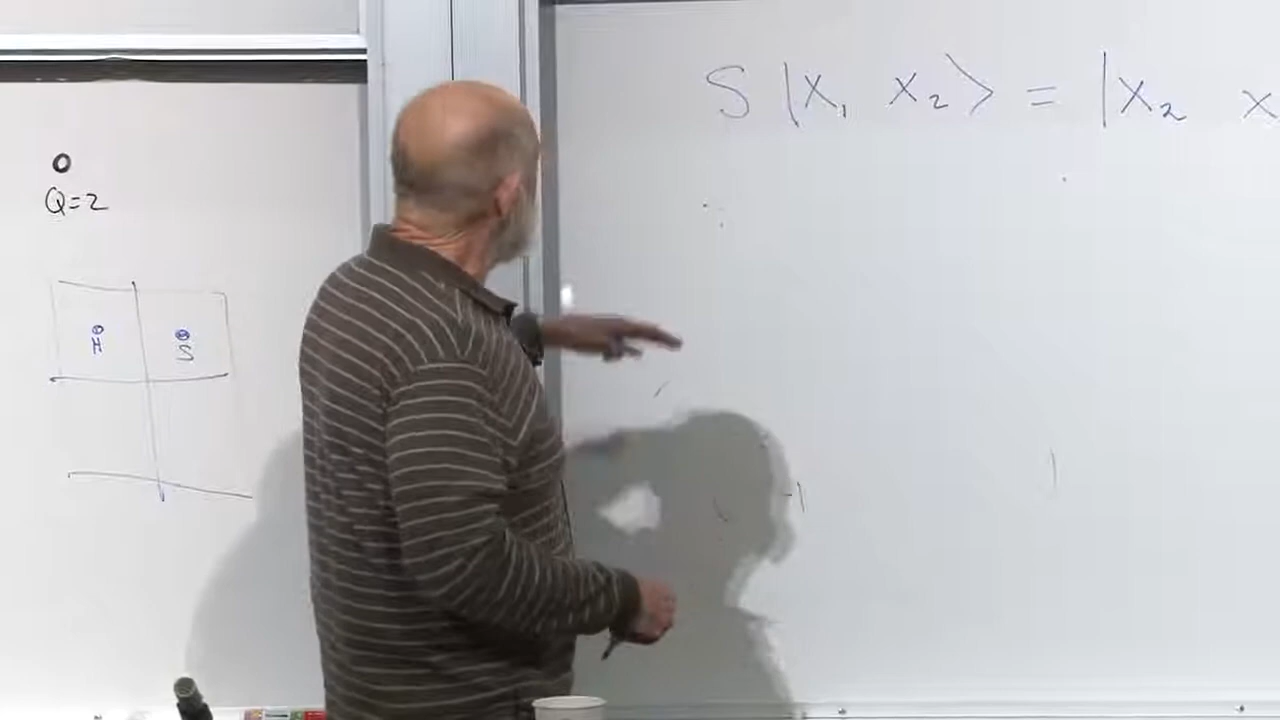 O
Q=2
H S
S |X₁ X₂⟩ = |X₂ X